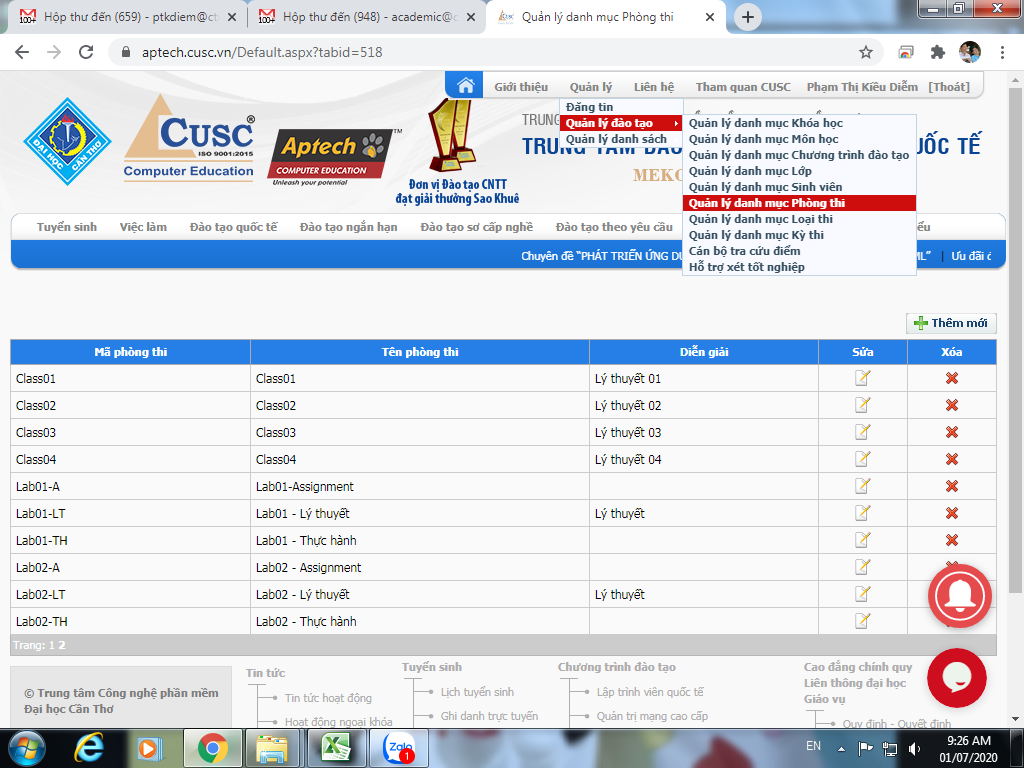 Hộp thư đến (659) - ptkdiem@ct
Hộp thư đến (948) - academic@c
Quản lý danh mục Phòng thi
aptech.cusc.vn/Default.aspx?tabid=518
Giới thiệu Quản lý Liên hệ Tham quan CUSC Phạm Thị Kiều Diễm [Thoát]
Đăng tin
Quản lý đào tạo
Quản lý danh sách
Quản lý danh mục Khóa học
Quản lý danh mục Môn học
Quản lý danh mục Chương trình đào tạo
Quản lý danh mục Lớp
Quản lý danh mục Sinh viên
Quản lý danh mục Phòng thi
Quản lý danh mục Loại thi
Quản lý danh mục Kỳ thi
Cán bộ tra cứu điểm
Hỗ trợ xét tốt nghiệp
ĐẠI HỌC CẦN THƠ
CUSC®
ISO 9001:2015
Computer Education
Aptech™
COMPUTER EDUCATION
Unleash your potential
Đơn vị Đào tạo CNTT
đạt giải thưởng Sao Khuê
TRUNG
TRUNG TÂM ĐÀO
UỐC TẾ
MEKO
Tuyển sinh Việc làm Đào tạo quốc tế Đào tạo ngắn hạn Đào tạo sơ cấp nghề Đào tạo theo yêu cầu
Chuyên đề “PHÁT TRIỂN ỨNG DỤ ML” | Ưu đãi c
Thêm mới
Mã phòng thi Tên phòng thi Diễn giải Sửa Xóa
Class01 Class01 Lý thuyết 01
Class02 Class02 Lý thuyết 02
Class03 Class03 Lý thuyết 03
Class04 Class04 Lý thuyết 04
Lab01-A Lab01-Assignment
Lab01-LT Lab01 - Lý thuyết Lý thuyết
Lab01-TH Lab01 - Thực hành
Lab02-A Lab02 - Assignment
Lab02-LT Lab02 - Lý thuyết Lý thuyết
Lab02-TH Lab02 - Thực hành
Trang: 1 2
© Trung tâm Công nghệ phần mềm
Đại học Cần Thơ
Tin tức
Tin tức hoạt động
Hoạt động ngoại khóa
Tuyển sinh
Lịch tuyển sinh
Ghi danh trực tuyến
Chương trình đào tạo
Lập trình viên quốc tế
Quản trị mạng cao cấp
Cao đẳng chính quy
Liên thông đại học
Giáo vụ
Quy định - Quyết định
Zalo
1
EN
9:26 AM
01/07/2020